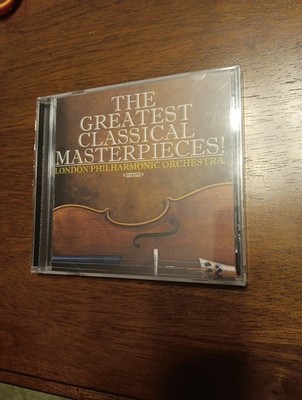 THE
GREATEST
CLASSICAL
MASTERPIECES!
LONDON PHILHARMONIC ORCHESTRA